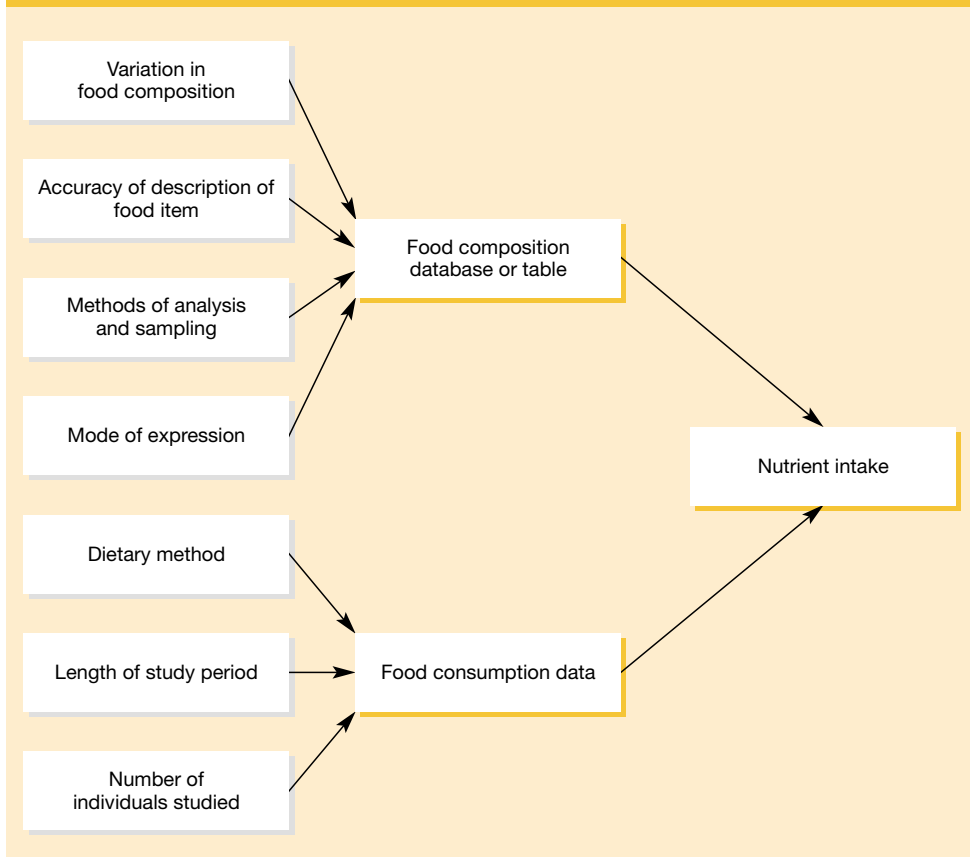 Variation in
food composition
Accuracy of description of
food item
Methods of analysis
and sampling
Mode of expression
Food composition
database or table
Nutrient intake
Dietary method
Length of study period
Number of
individuals studied
Food consumption data